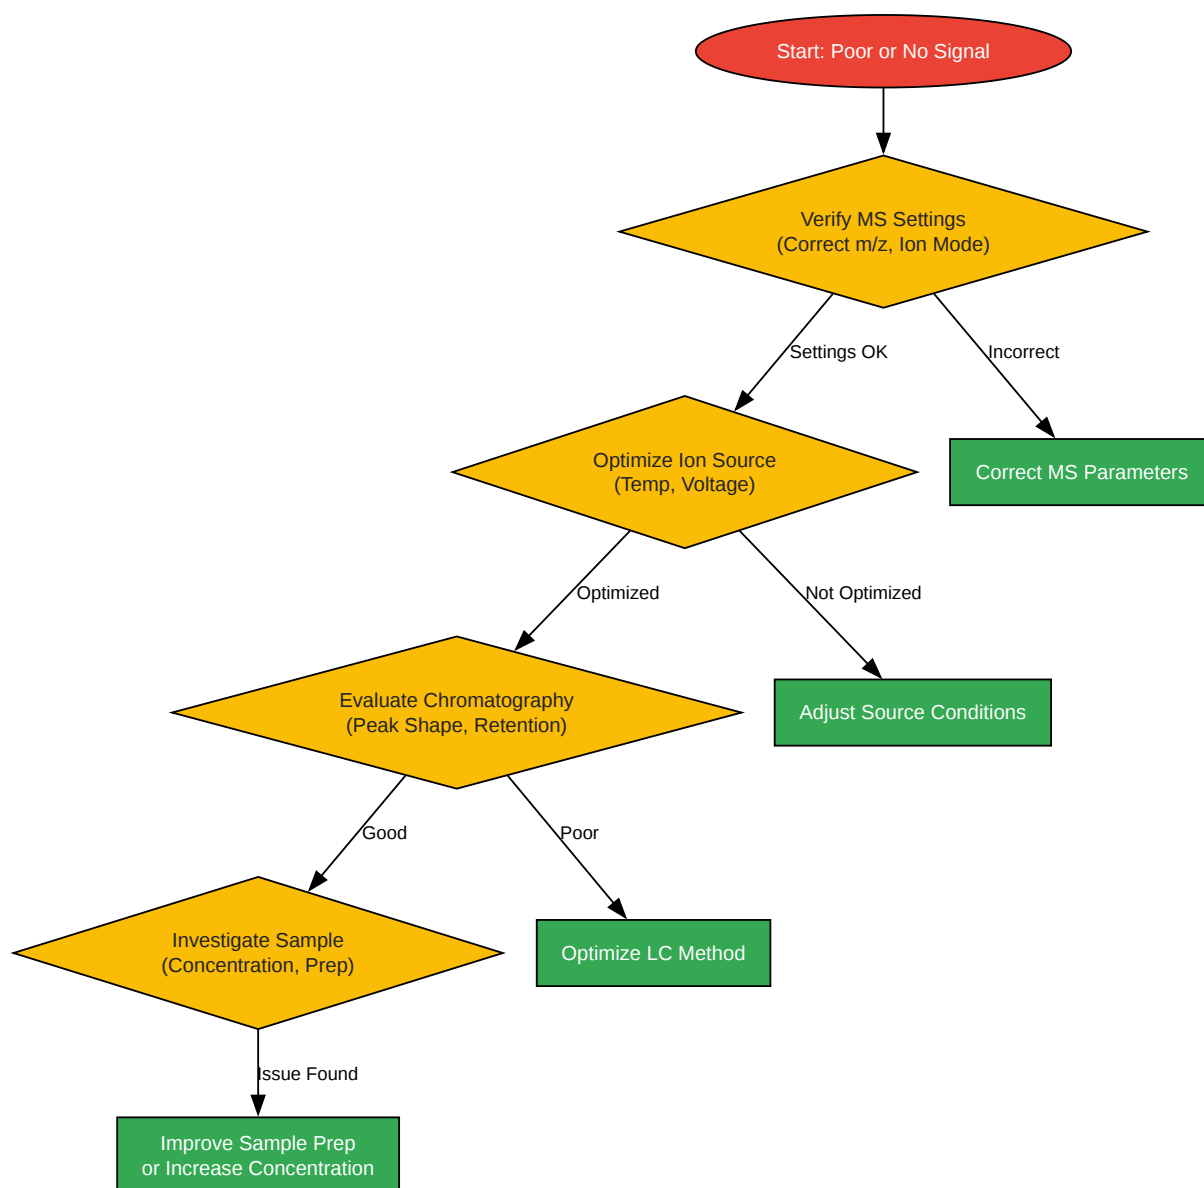 Start: Poor or No Signal
Verify MS Settings
(Correct m/z, Ion Mode)
Settings OK
Incorrect
Optimize Ion Source
(Temp, Voltage)
Correct MS Parameters
Optimized
Not Optimized
Evaluate Chromatography
(Peak Shape, Retention)
Adjust Source Conditions
Good
Poor
Investigate Sample
(Concentration, Prep)
Optimize LC Method
Issue Found
Improve Sample Prep
or Increase Concentration